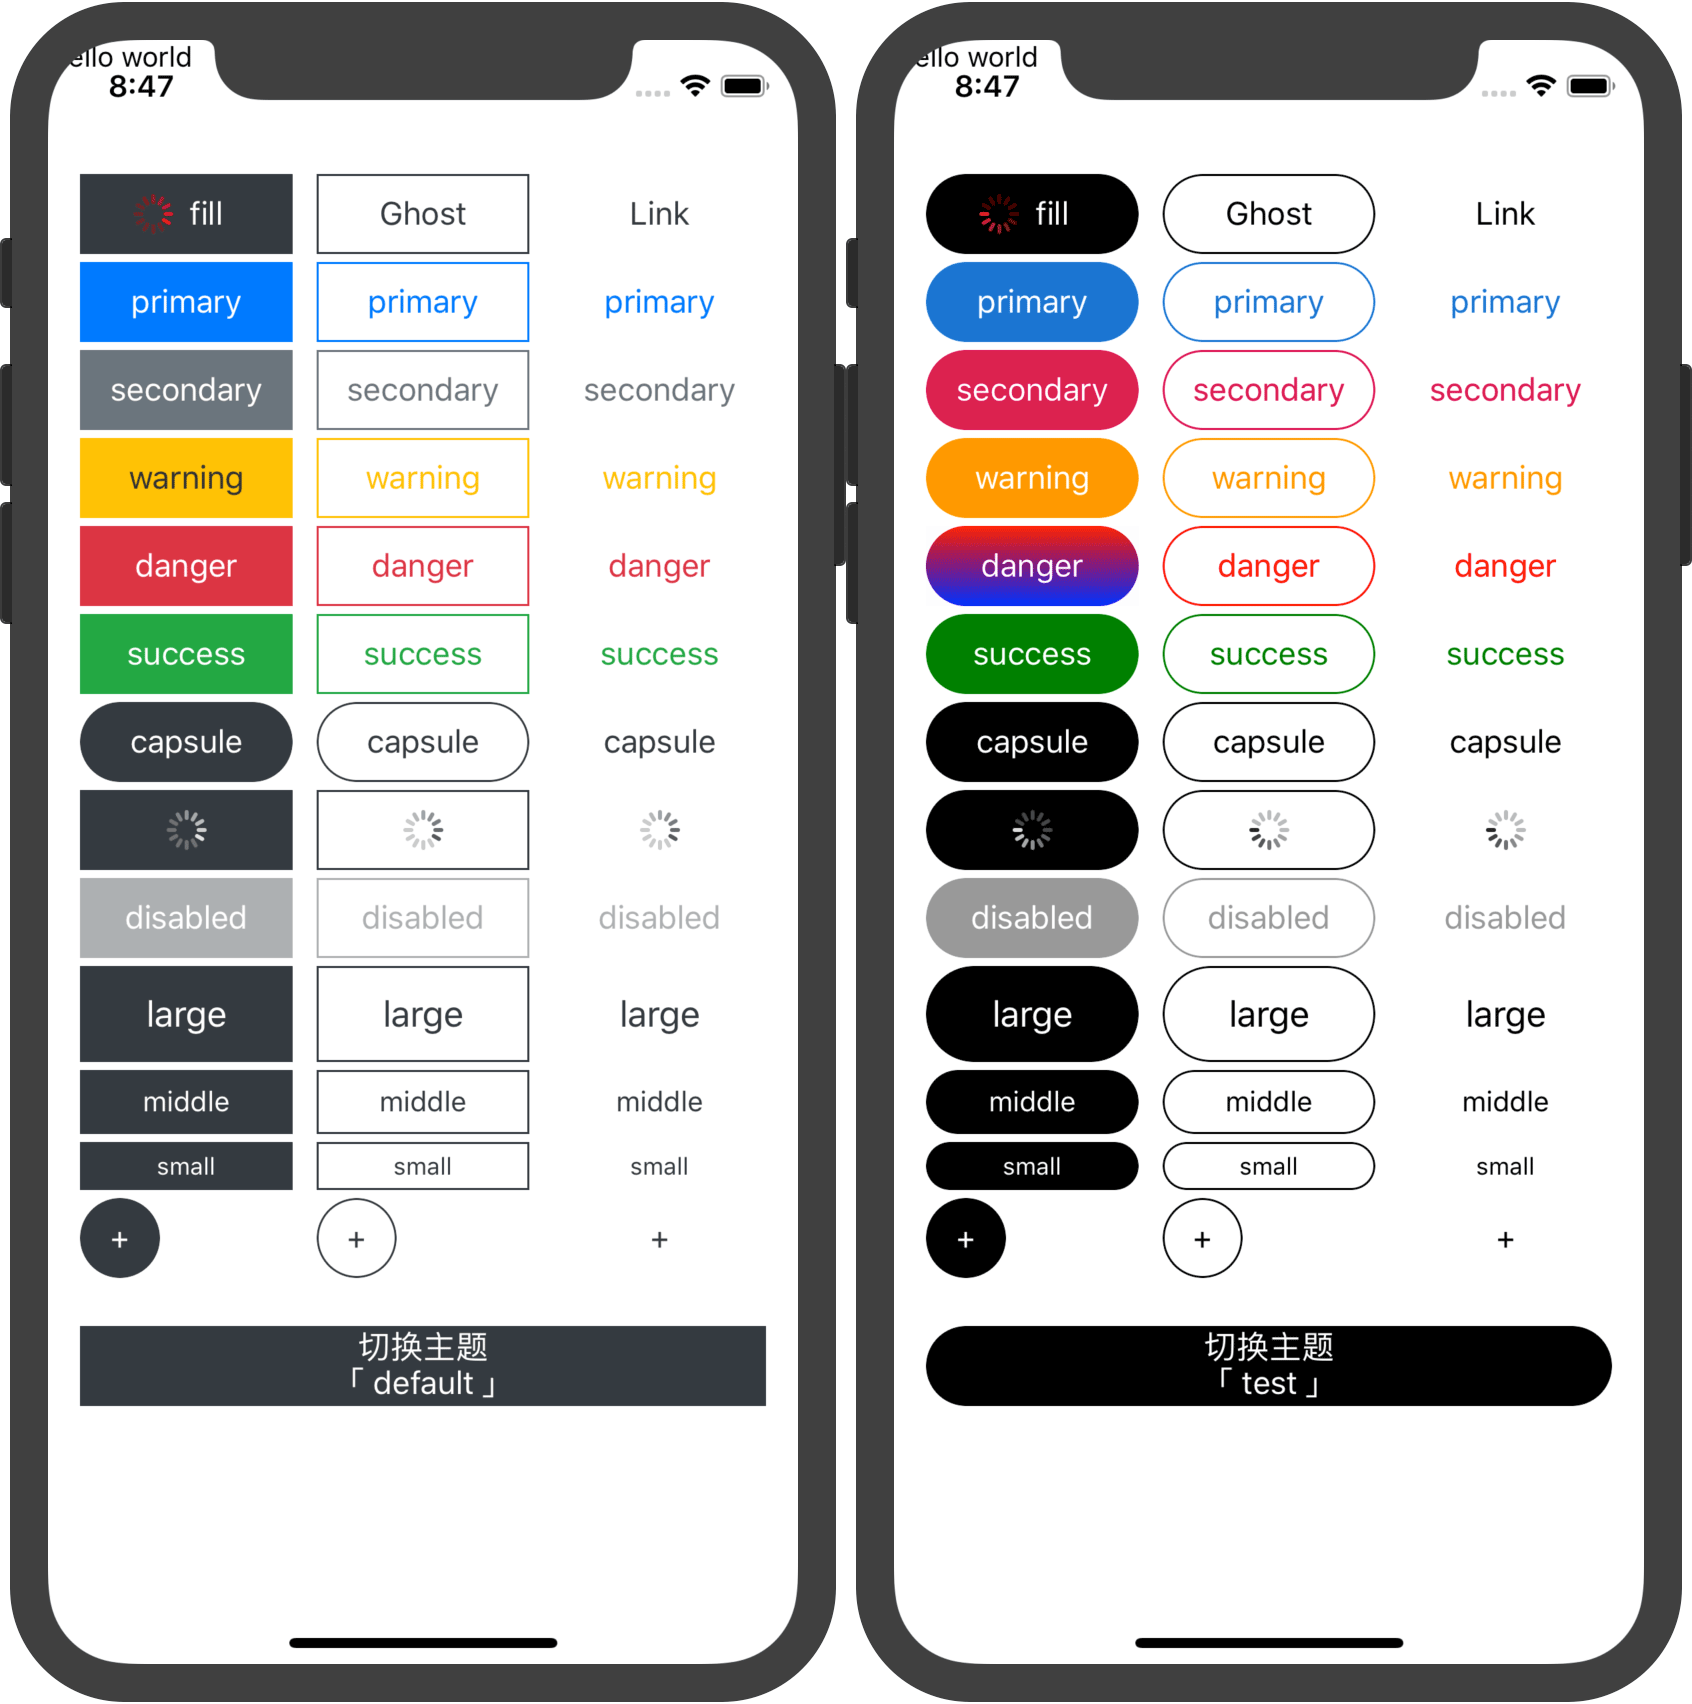 ello world
8:47
fill Ghost Link
primary primary primary
secondary secondary secondary
warning warning warning
danger danger danger
success success success
capsule capsule capsule
disabled disabled disabled
large large large
middle middle middle
small small small
+ + +
切换主题
「 default 」
ello world
8:47
fill Ghost Link
primary primary primary
secondary secondary secondary
warning warning warning
danger danger danger
success success success
capsule capsule capsule
disabled disabled disabled
large large large
middle middle middle
small small small
+ + +
切换主题
「 test 」